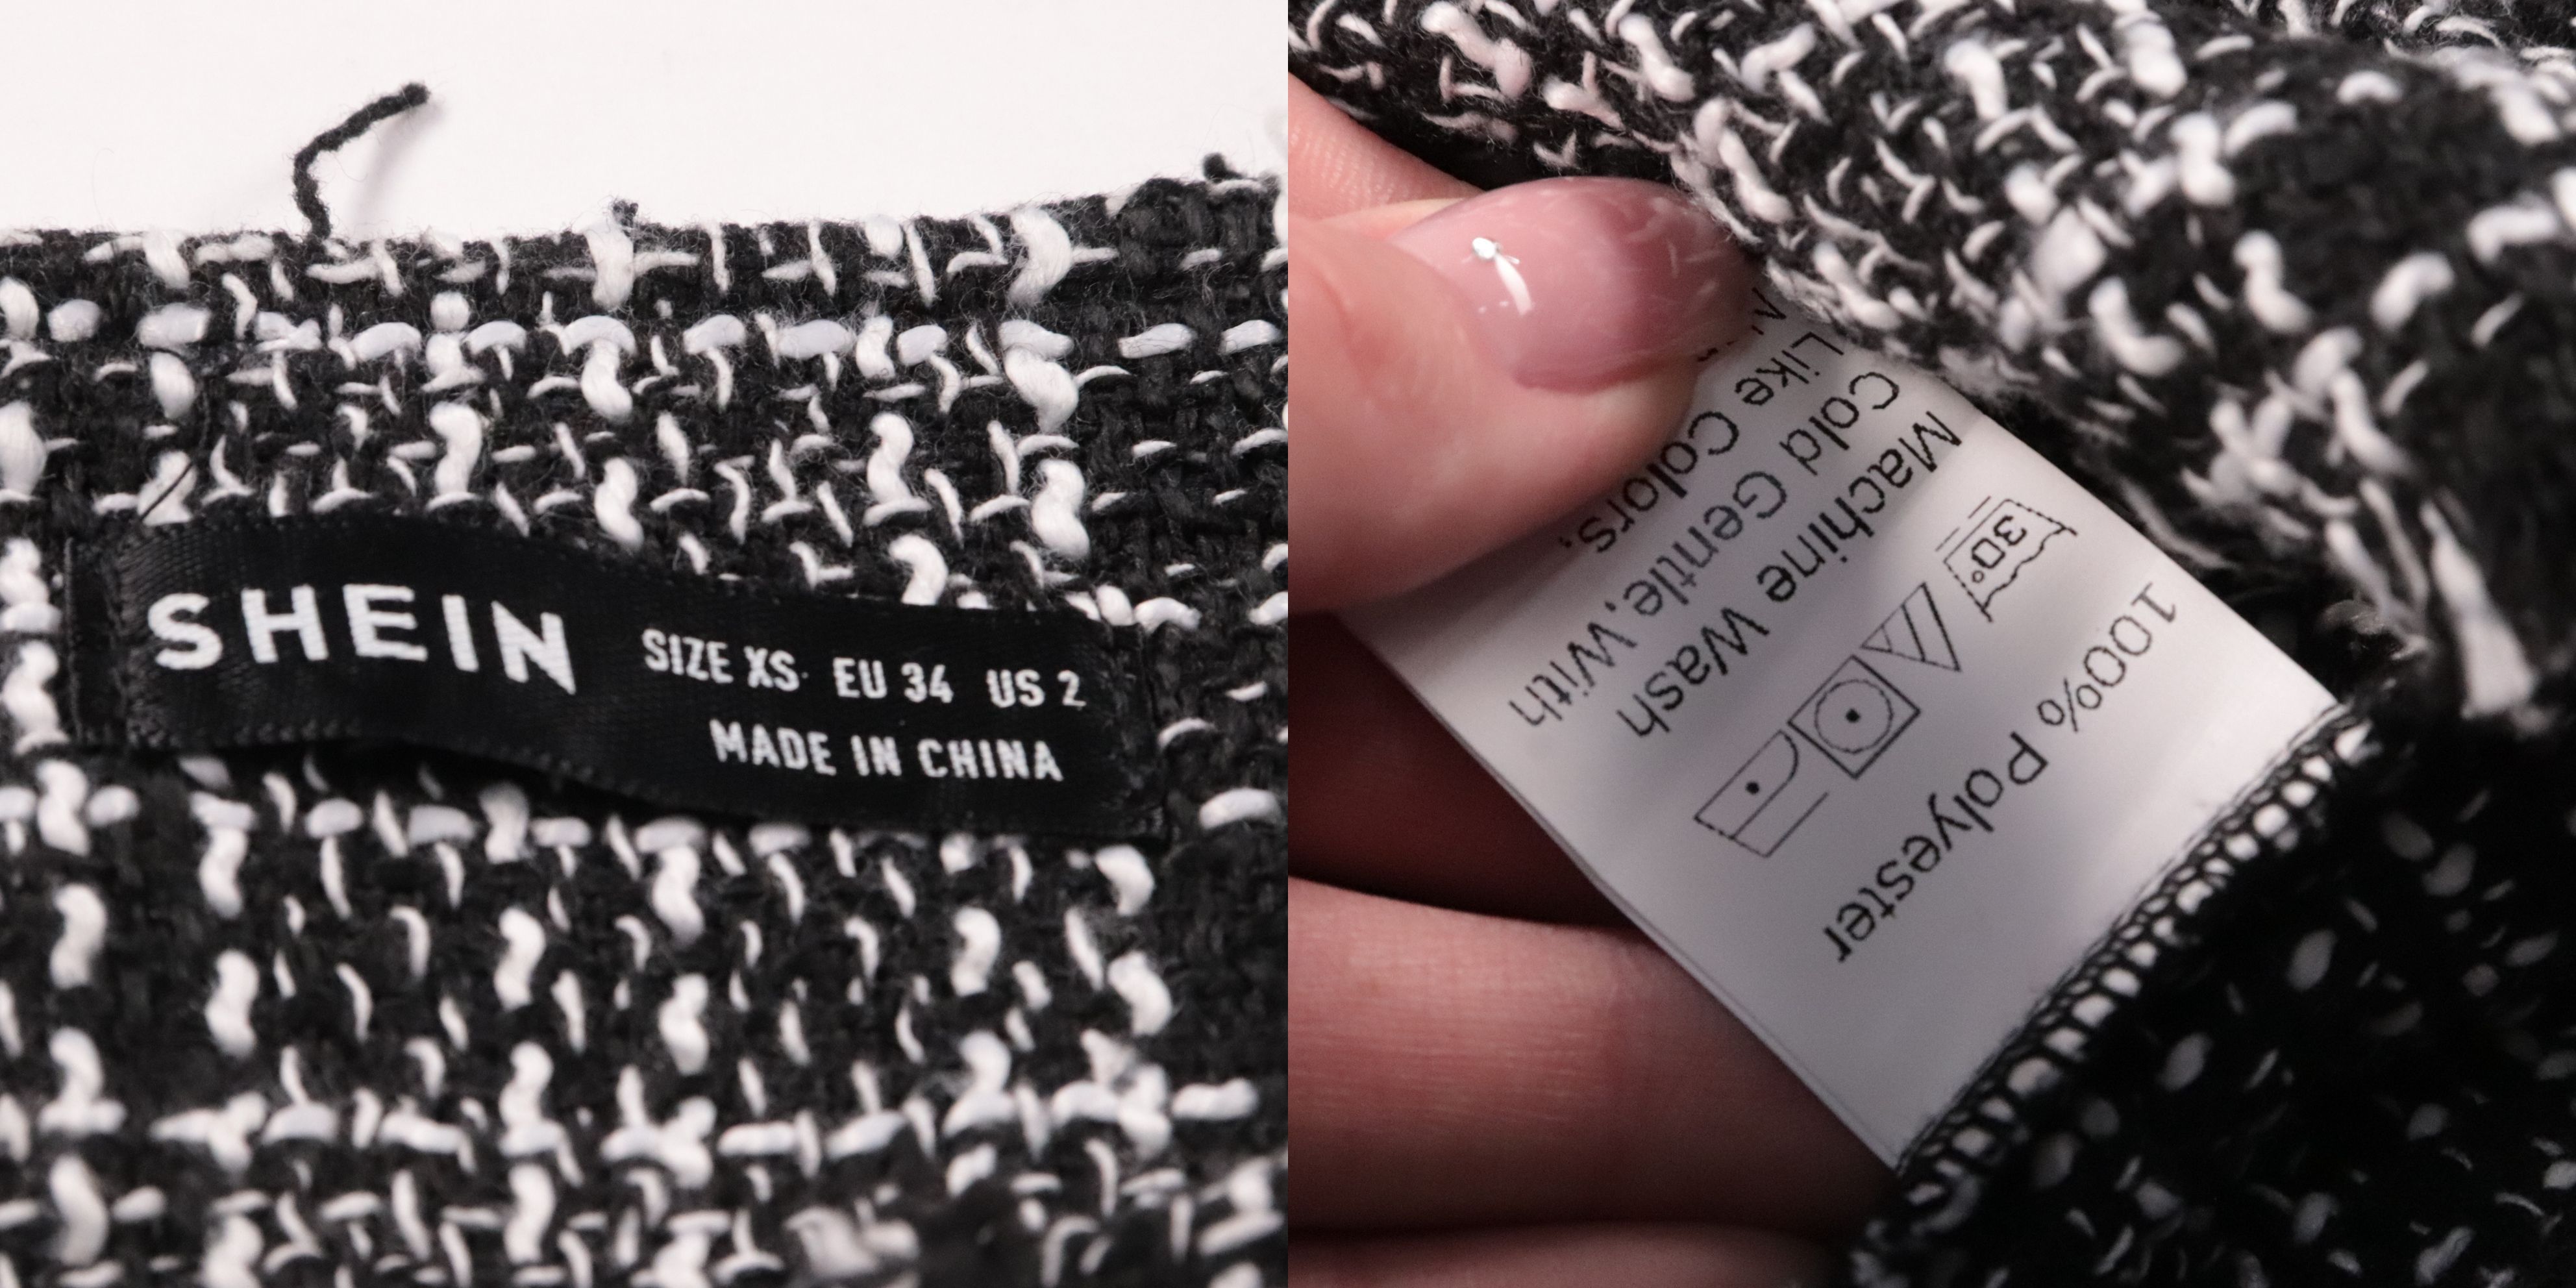 SHEIN
SIZE XS EU 34 US 2
MADE IN CHINA
100% Polyester
30°
Machine Wash
Cold Gentle,With
Like Colors,